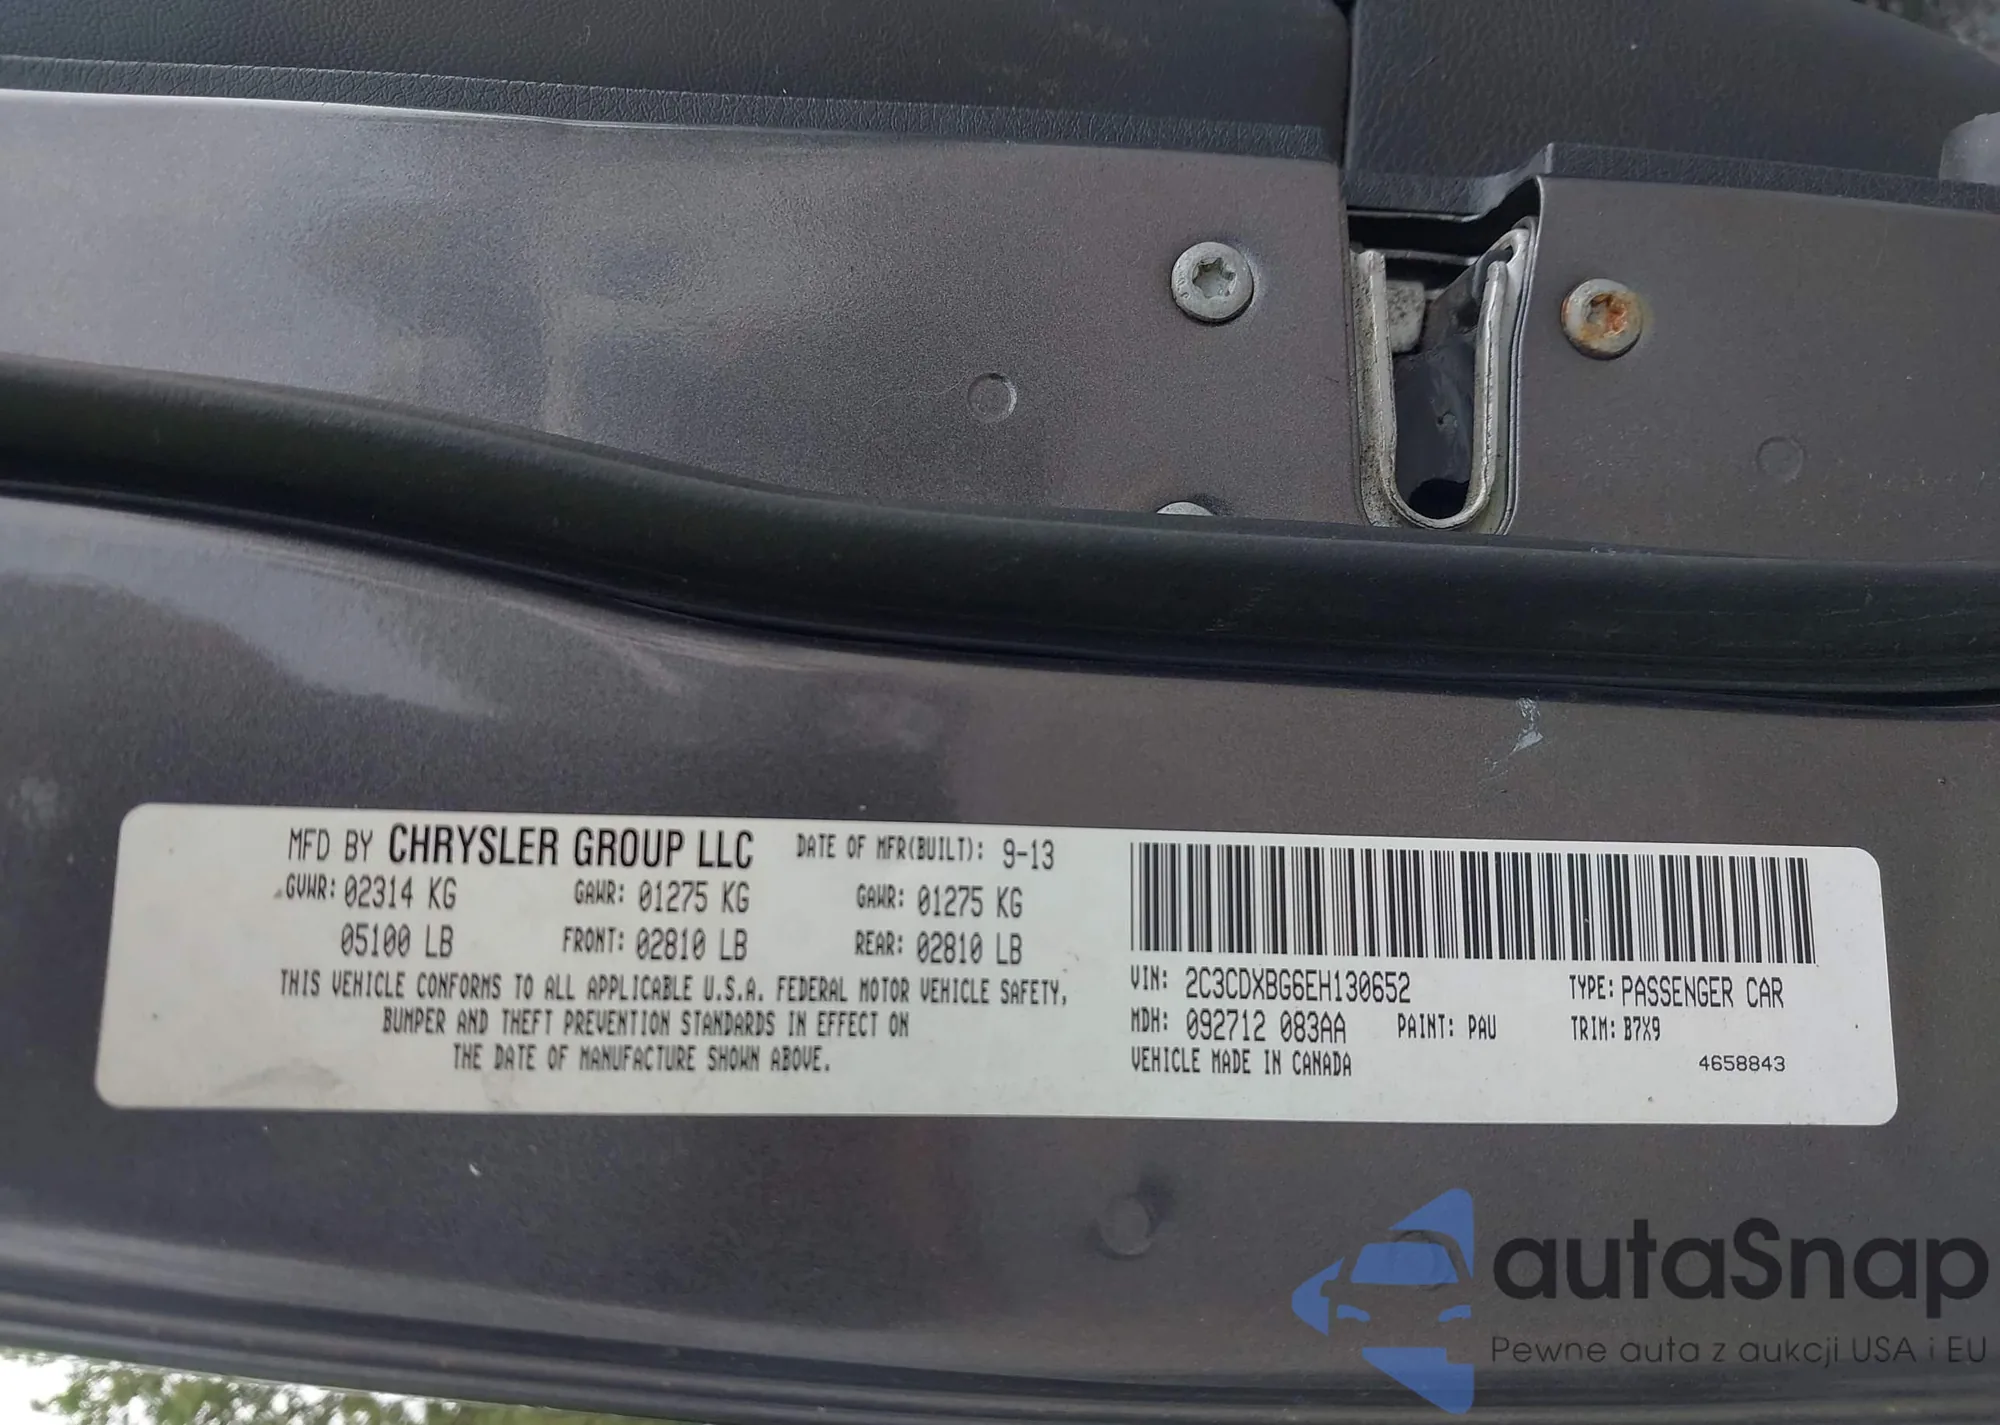 MFD BY CHRYSLER GROUP LLC DATE OF MFR(BUILT): 9-13
GVWR: 02314 KG GAWR: 01275 KG GAWR: 01275 KG
05100 LB FRONT: 02810 LB REAR: 02810 LB
THIS VEHICLE CONFORMS TO ALL APPLICABLE U.S.A. FEDERAL MOTOR VEHICLE SAFETY,
BUMPER AND THEFT PREVENTION STANDARDS IN EFFECT ON
THE DATE OF MANUFACTURE SHOWN ABOVE.
VIN: 2C3CDXBG6EH130652 TYPE: PASSENGER CAR
MDH: 092712 083AA PAINT: PAU TRIM: B7X9
VEHICLE MADE IN CANADA 4658843
autaSnap
Pewne auta z aukcji USA i EU